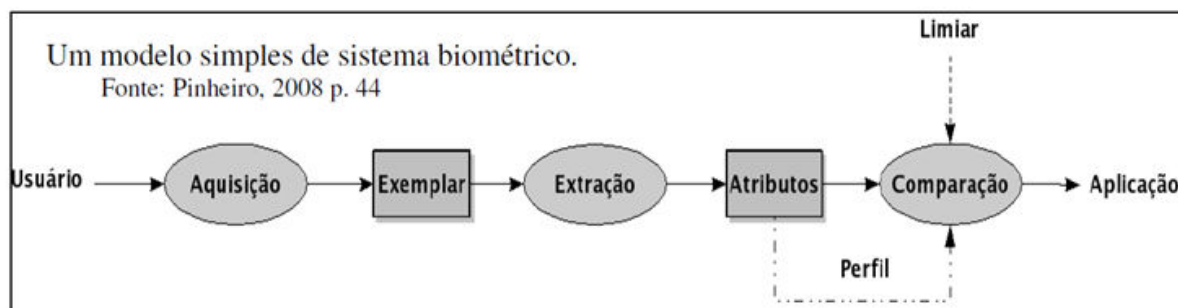 Um modelo simples de sistema biométrico.
Fonte: Pinheiro, 2008 p. 44
Limiar
Usuário
Aquisição
Exemplar
Extração
Atributos
Comparação
Aplicação
Perfil